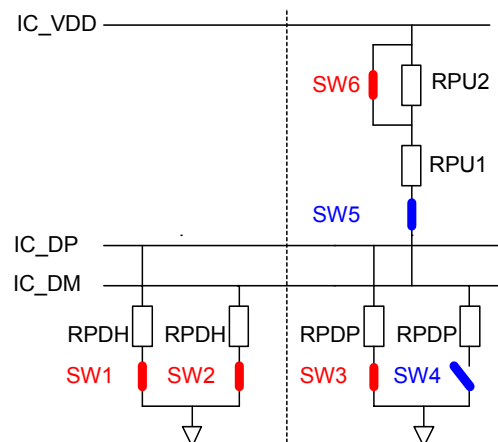 IC_VDD
SW6
RPU2
RPU1
SW5
IC_DP
IC_DM
RPDH
RPDH
RPDP
RPDP
SW1
SW2
SW3
SW4